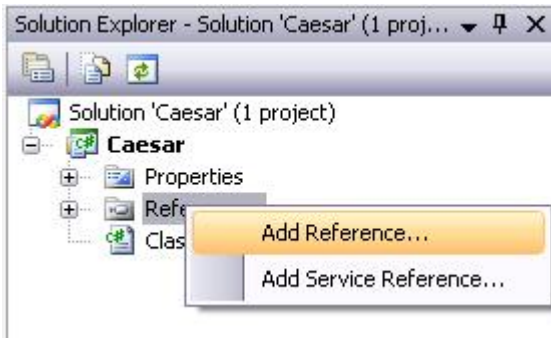 Solution Explorer - Solution 'Caesar' (1 proj...
Solution 'Caesar' (1 project)
Caesar
Properties
Add Reference...
Add Service Reference...